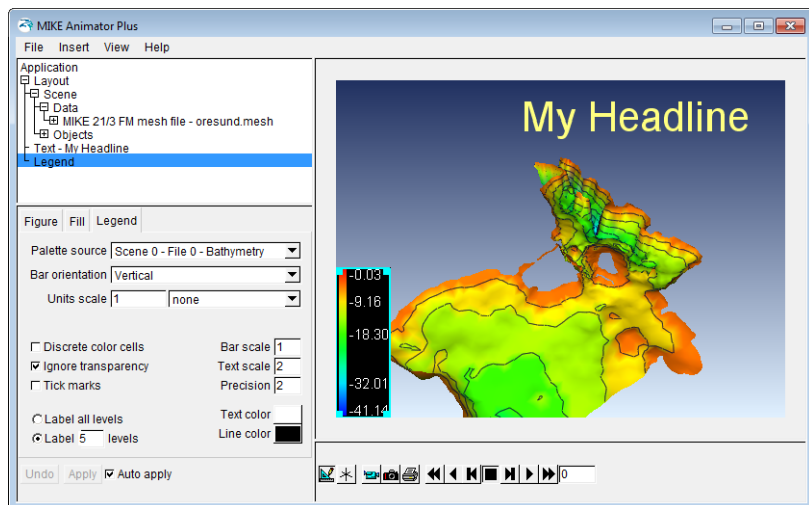 MIKE Animator Plus
File Insert View Help
Application
Layout
Scene
Data
MIKE 21/3 FM mesh file - oresund.mesh
Objects
Text - My Headline
Legend
Figure Fill Legend
Palette source Scene 0 - File 0 - Bathymetry
Bar orientation Vertical
Units scale 1 none
Discrete color cells Bar scale 1
Ignore transparency Text scale 2
Tick marks Precision 2
Label all levels Text color
Label 5 levels Line color
Undo Apply Auto apply
My Headline
-0.03
-9.16
-18.30
-32.01
-41.14
0